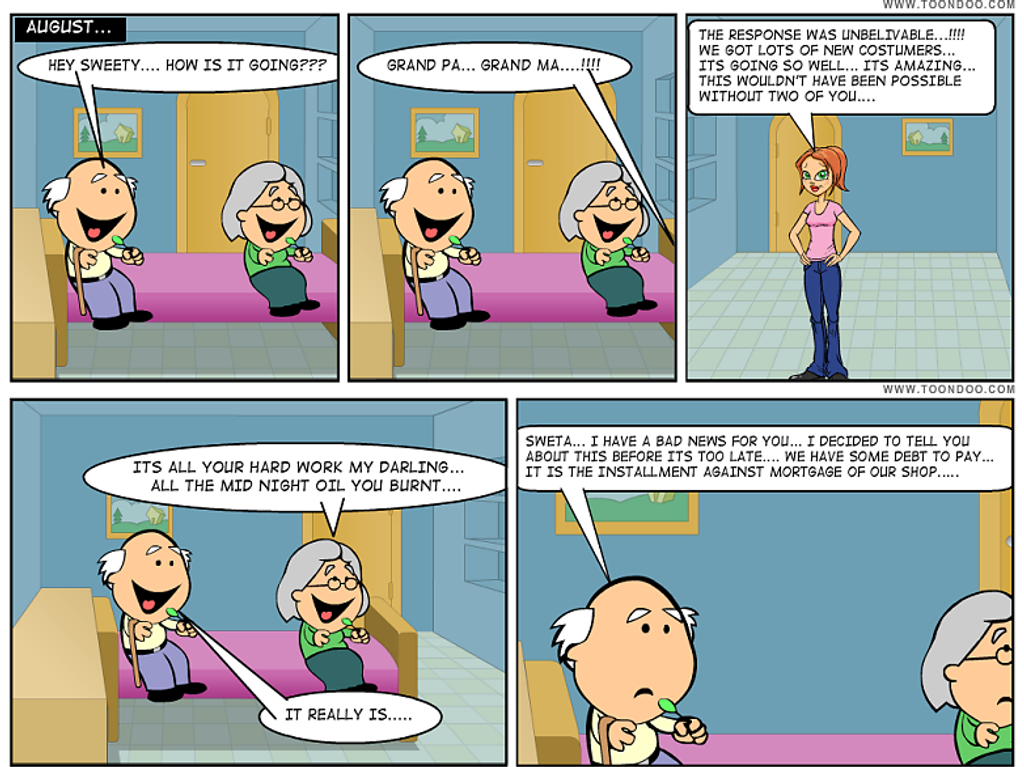 WWW.TOONDOO.COM
AUGUST...
HEY SWEETY.... HOW IS IT GOING???
GRAND PA... GRAND MA....!!!!
THE RESPONSE WAS UNBELIVABLE...!!!!
WE GOT LOTS OF NEW COSTUMERS...
ITS GOING SO WELL... ITS AMAZING...
THIS WOULDN'T HAVE BEEN POSSIBLE
WITHOUT TWO OF YOU....
WWW.TOONDOO.COM
ITS ALL YOUR HARD WORK MY DARLING...
ALL THE MID NIGHT OIL YOU BURNT....
IT REALLY IS.....
SWETA... I HAVE A BAD NEWS FOR YOU... I DECIDED TO TELL YOU
ABOUT THIS BEFORE ITS TOO LATE.... WE HAVE SOME DEBT TO PAY...
IT IS THE INSTALLMENT AGAINST MORTGAGE OF OUR SHOP.....